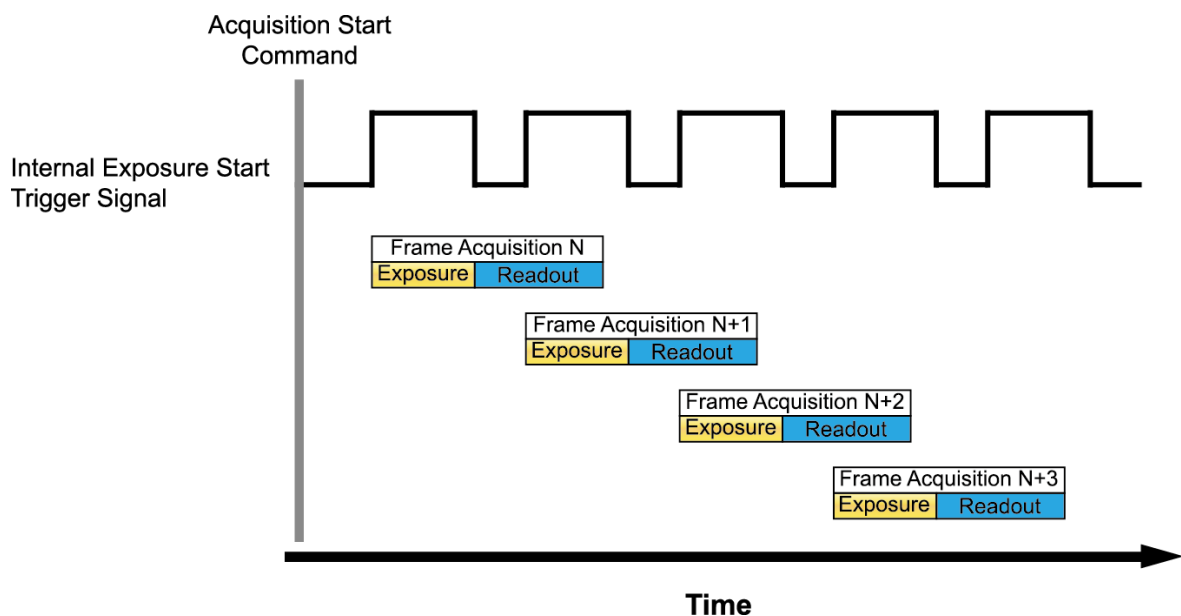 Acquisition Start
Command
Internal Exposure Start
Trigger Signal
Frame Acquisition N
Exposure Readout
Frame Acquisition N+1
Exposure Readout
Frame Acquisition N+2
Exposure Readout
Frame Acquisition N+3
Exposure Readout
Time